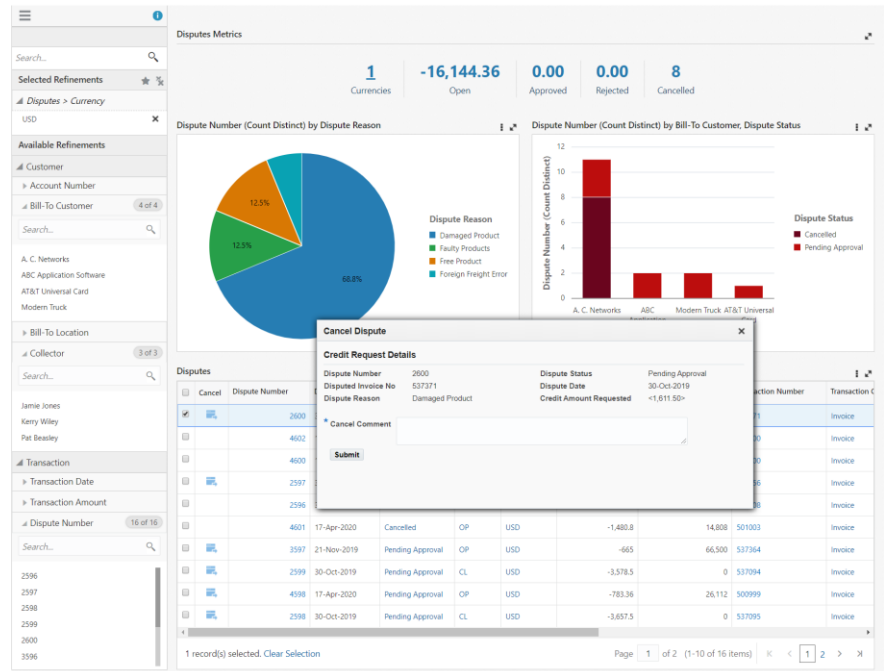 Disputes Metrics
Search...
Selected Refinements
Disputes > Currency
USD
Available Refinements
Customer
Account Number
Bill-To Customer 4 of 4
Search...
A. C. Networks
ABC Application Software
AT&T Universal Card
Modern Truck
Bill-To Location
Collector 3 of 3
Search...
Jamie Jones
Kerry Wiley
Pat Beasley
Transaction
Transaction Date
Transaction Amount
Dispute Number 16 of 16
Search...
2596
2597
2598
2599
2600
3596
1 -16,144.36 0.00 0.00 8
Currencies Open Approved Rejected Cancelled
Dispute Number (Count Distinct) by Dispute Reason
12.5%
12.5%
68.8%
Dispute Reason
Damaged Product
Faulty Products
Free Product
Foreign Freight Error
Dispute Number (Count Distinct) by Bill-To Customer, Dispute Status
Dispute Number (Count Distinct)
12
10
8
6
4
2
0
A. C. Networks ABC Modern Truck AT&T Universal
Dispute Status
Cancelled
Pending Approval
Cancel Dispute
Credit Request Details
Dispute Number 2600 Dispute Status Pending Approval
Disputed Invoice No 537371 Dispute Date 30-Oct-2019
Dispute Reason Damaged Product Credit Amount Requested <1,611.50>
* Cancel Comment
Submit
Disputes
Cancel Dispute Number Transaction
2600 Invoice
4602 Invoice
4600 Invoice
2597 Invoice
2596 Invoice
4601 17-Apr-2020 Cancelled OP USD -1,480.8 14,808 501003 Invoice
3597 21-Nov-2019 Pending Approval OP USD -665 66,500 537364 Invoice
2599 30-Oct-2019 Pending Approval CL USD -3,578.5 0 537094 Invoice
4598 17-Apr-2020 Pending Approval OP USD -783.36 26,112 500999 Invoice
2598 30-Oct-2019 Pending Approval CL USD -3,657.5 0 537095 Invoice
1 record(s) selected. Clear Selection Page 1 of 2 (1-10 of 16 items) 1 2